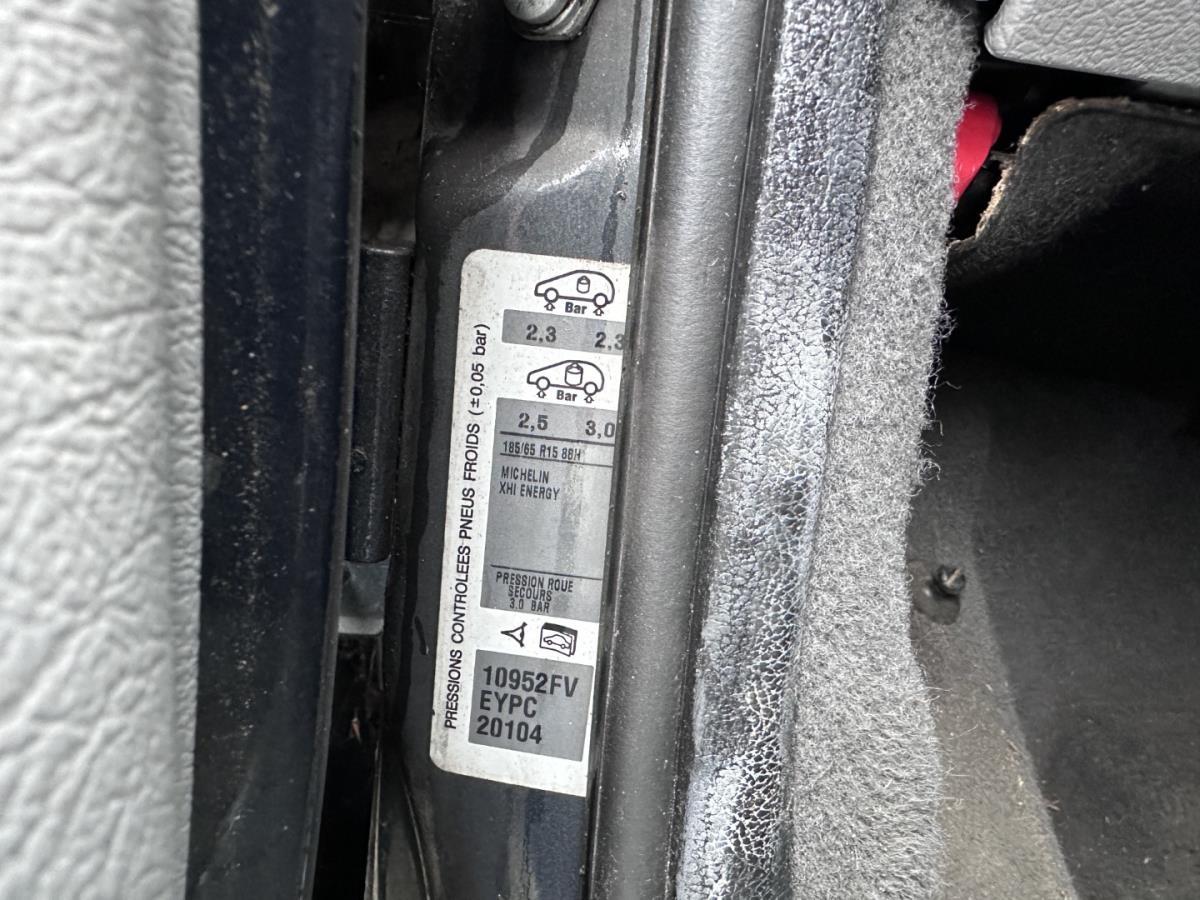 PRESSIONS CONTROLEES PNEUS FROIDS (±0,05 bar)
Bar
2.3 2.3
Bar
2,5 3,0
185/65 R15 88H
MICHELIN
XHI ENERGY
PRESSION ROUE
SECOURS
3.0 BAR
10952FV
EYPC
20104